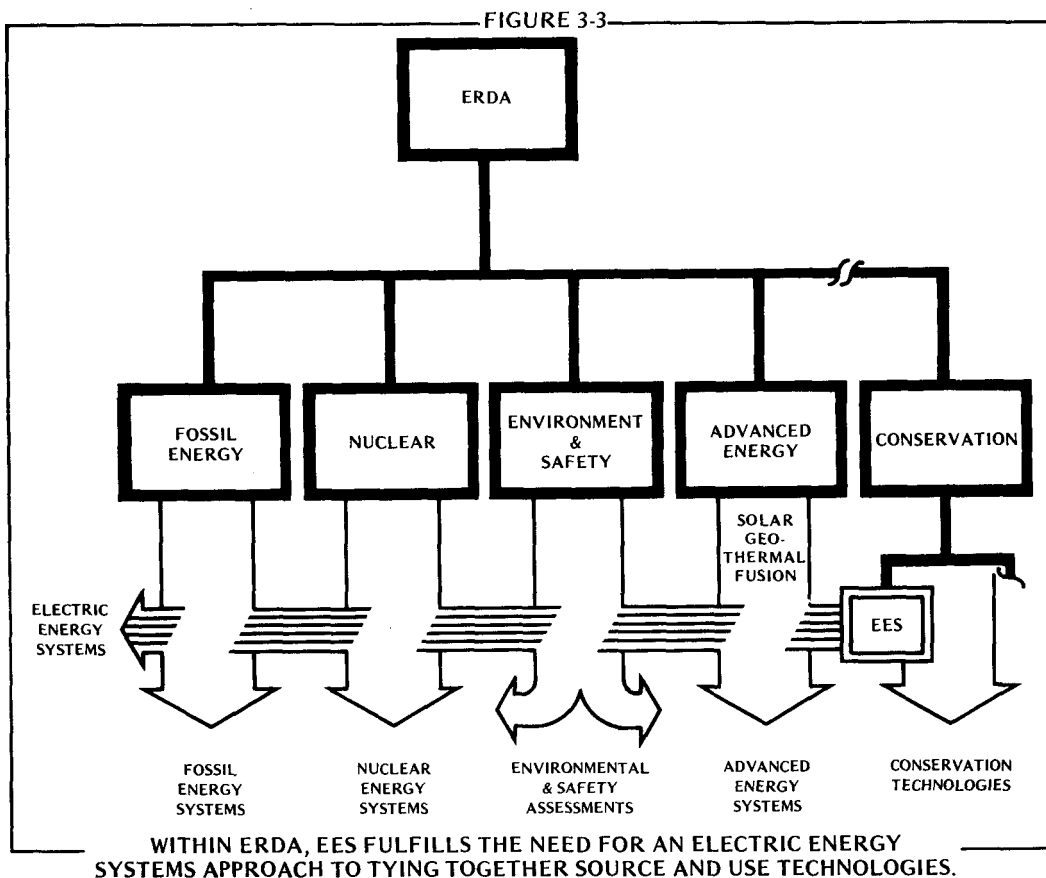 FIGURE 3-3
ERDA
FOSSIL
ENERGY
NUCLEAR
ENVIRONMENT
&
SAFETY
ADVANCED
ENERGY
CONSERVATION
SOLAR
GEO-
THERMAL
FUSION
ELECTRIC
ENERGY
SYSTEMS
EES
FOSSIL
ENERGY
SYSTEMS
NUCLEAR
ENERGY
SYSTEMS
ENVIRONMENTAL
& SAFETY
ASSESSMENTS
ADVANCED
ENERGY
SYSTEMS
CONSERVATION
TECHNOLOGIES
WITHIN ERDA, EES FULFILLS THE NEED FOR AN ELECTRIC ENERGY
SYSTEMS APPROACH TO TYING TOGETHER SOURCE AND USE TECHNOLOGIES.